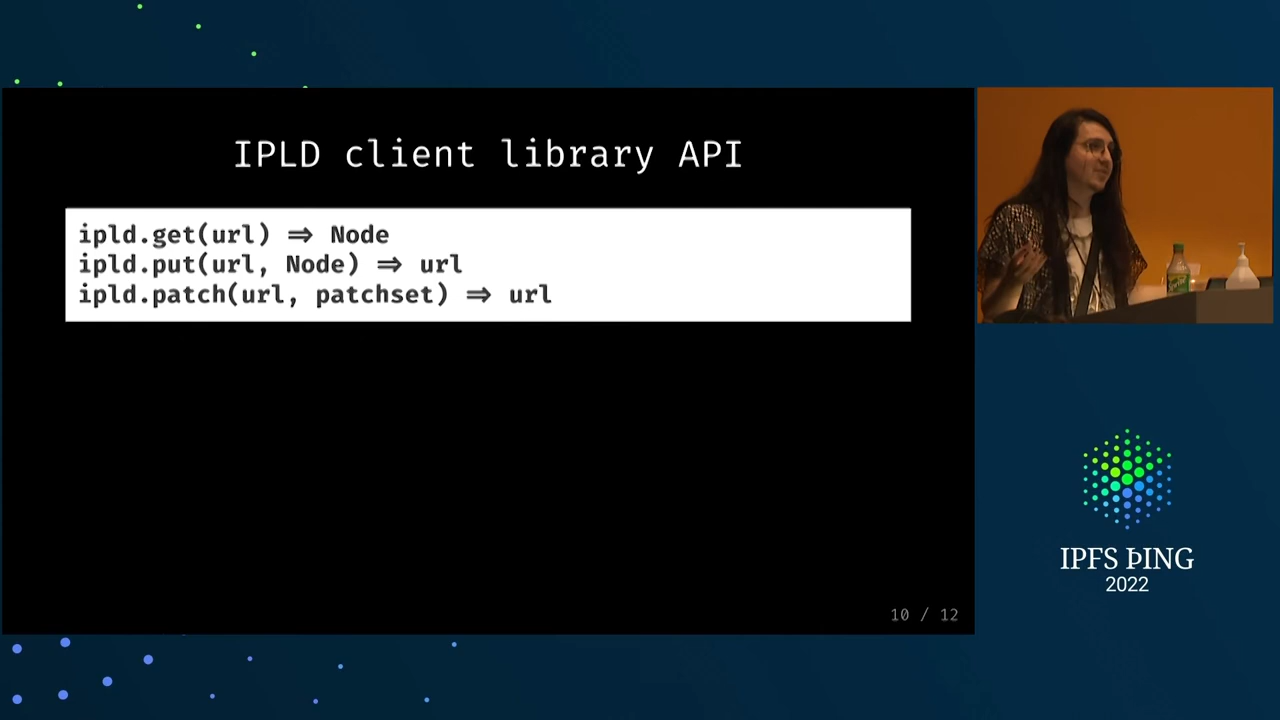 IPLD client library API
ipld.get(url) ⇒ Node
ipld.put(url, Node) ⇒ url
ipld.patch(url, patchset) ⇒ url
10 / 12
IPFS ÞING
2022